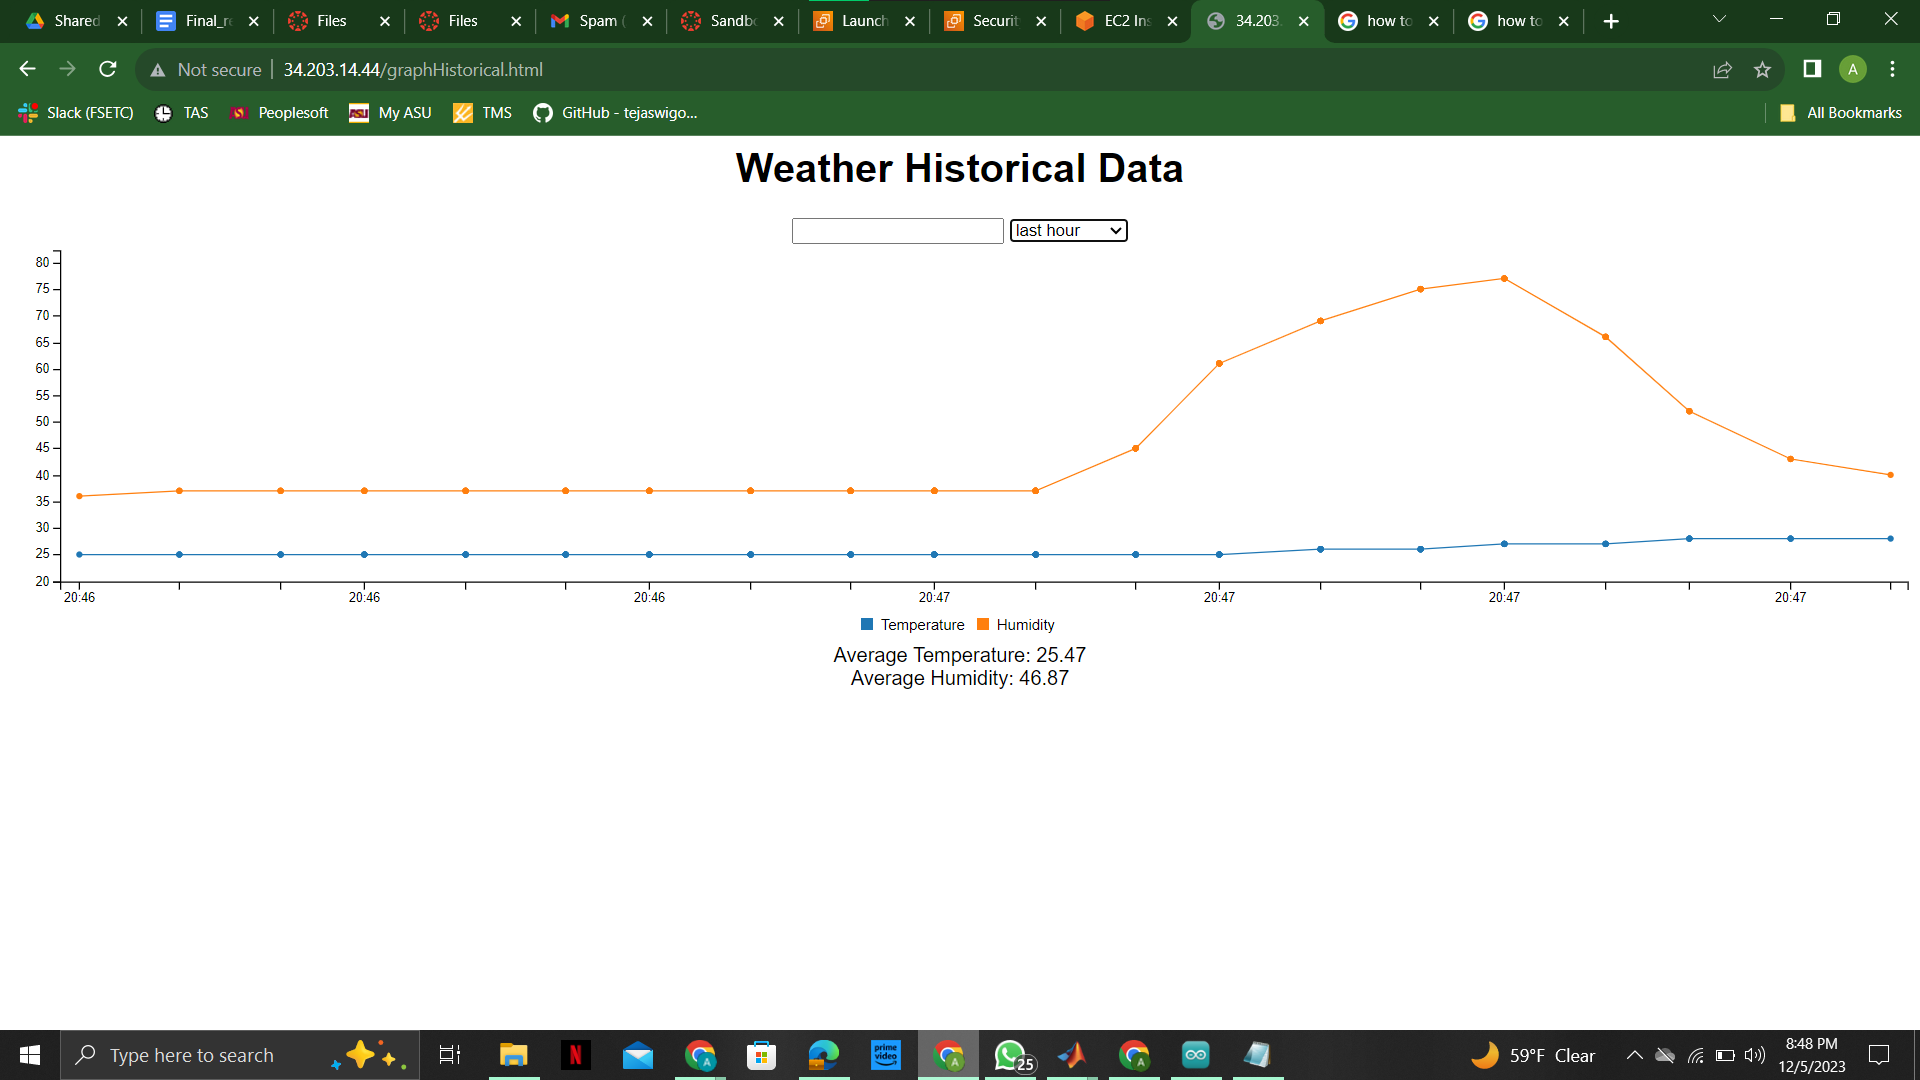 Shared
Final_re
Files
Files
Spam (
Sandbo
Launch
Securit
EC2 Ins
34.203.
how to
how to
Not secure | 34.203.14.44/graphHistorical.html
A
Slack (FSETC)
TAS
Peoplesoft
My ASU
TMS
GitHub - tejaswigo...
All Bookmarks
Weather Historical Data
last hour
80
75
70
65
60
55
50
45
40
35
30
25
20
20:46
20:46
20:46
20:47
20:47
20:47
20:47
Temperature
Humidity
Average Temperature: 25.47
Average Humidity: 46.87
Type here to search
N
A
prime video
A
25
A
59°F Clear
8:48 PM
12/5/2023